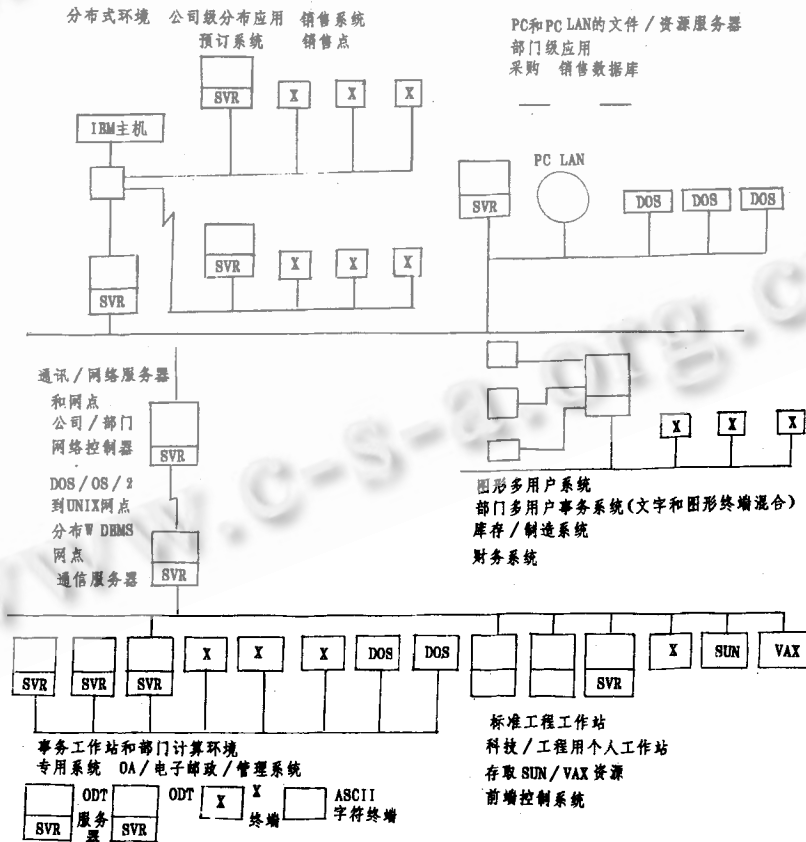 分布式环境 公司级分布应用 销售系统
预订系统 销售点
PC和PC LAN的文件/资源服务器
部门级应用
采购 销售数据库
SVR X X X
IBM主机
PC LAN
SVR DOS DOS DOS
SVR X X X
SVR
通讯/网络服务器
和网点
公司/部门
网络控制器
SVR
DOS/OS/2
到UNIX网点
分布W DBMS
网点
通信服务器
SVR
X X X
图形多用户系统
部门多用户事务系统(文字和图形终端混合)
库存/制造系统
财务系统
SVR SVR SVR X X X DOS DOS SVR X SUN VAX
事务工作站和部门计算环境
专用系统 OA/电子邮政/管理系统
标准工程工作站
科技/工程用个人工作站
存取SUN/VAX资源
前端控制系统
SVR ODT服务器
SVR ODT
X X终端
ASCII字符终端
www.c-s-a.org.c